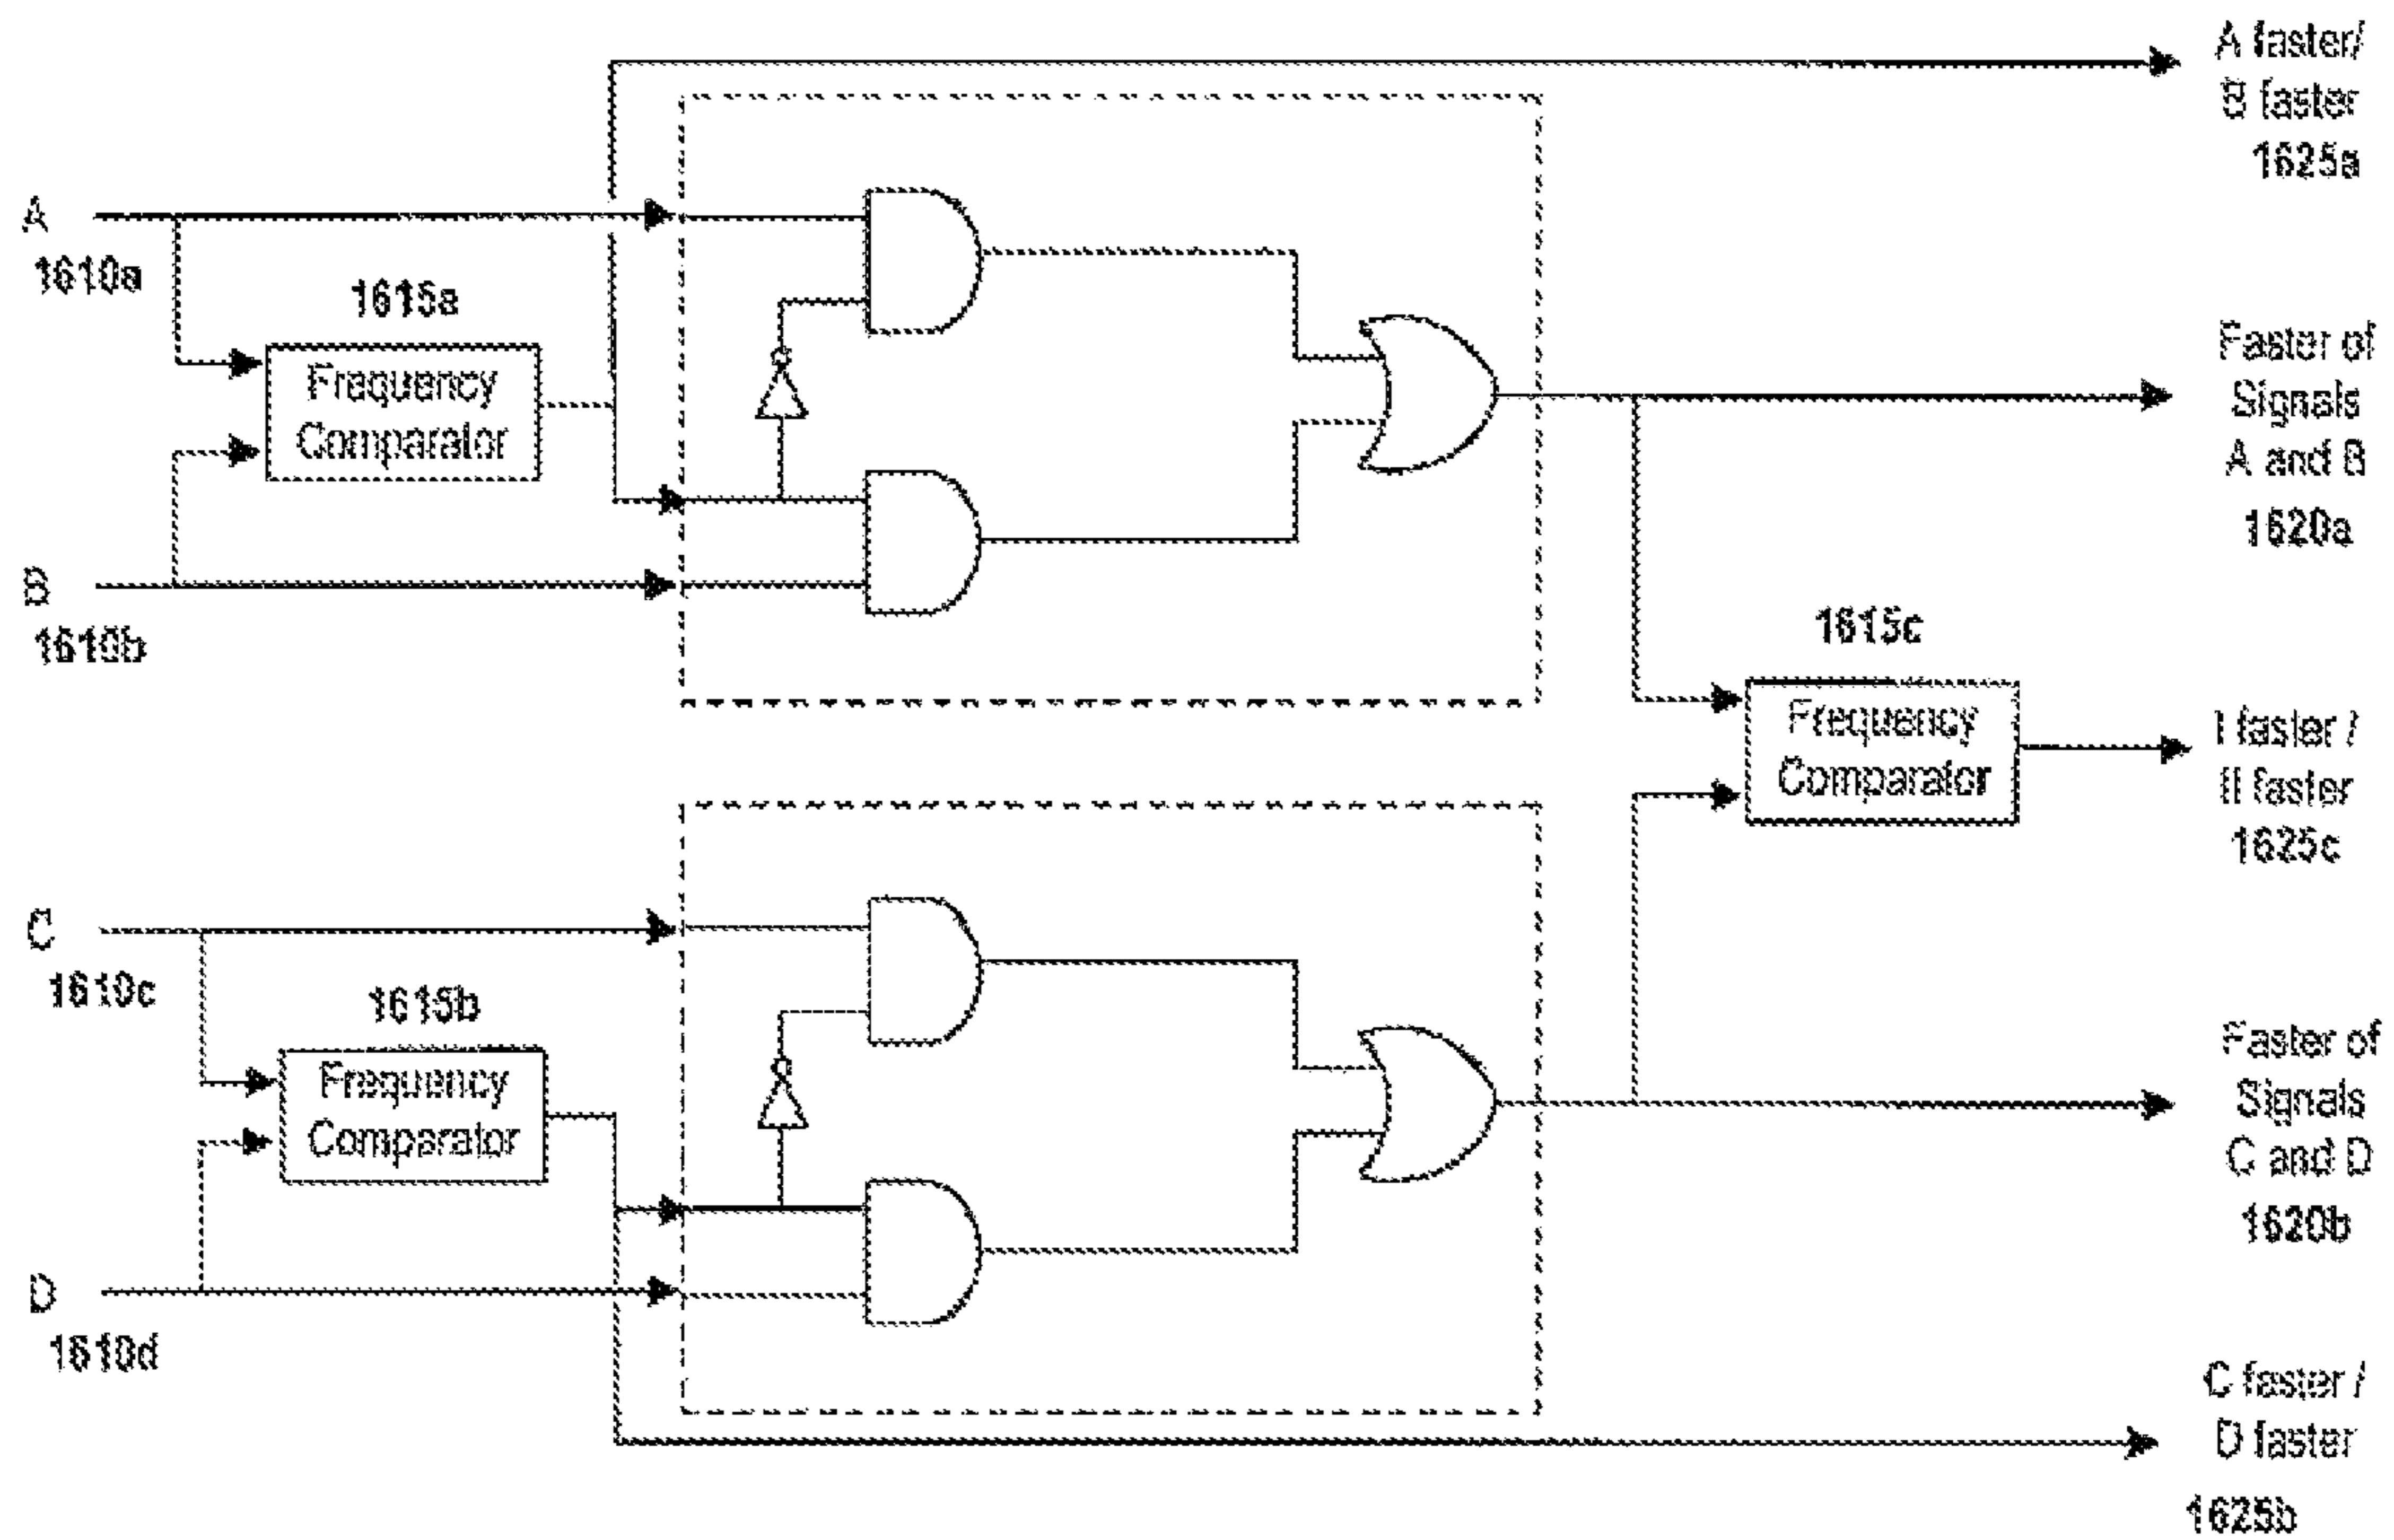 A faster/
B faster
1625a
A
1610a
1615a
Frequency
Comparator
Faster of
Signals
A and B
1620a
B
1610b
1615c
Frequency
Comparator
I faster /
II faster
1625c
C
1610c
1615b
Frequency
Comparator
Faster of
Signals
C and D
1620b
D
1610d
C faster /
D faster
1625b